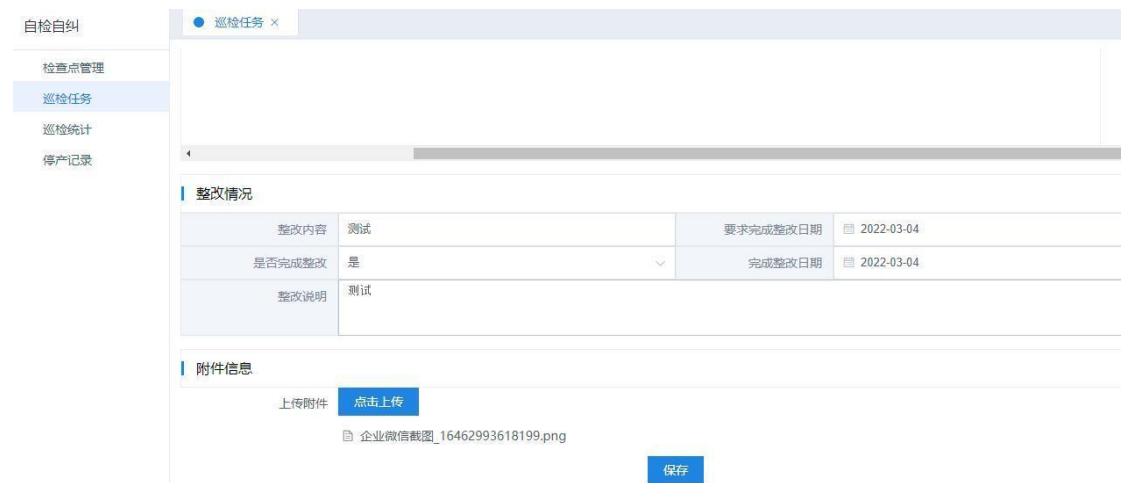 自检自纠
巡检任务 ×
检查点管理
巡检任务
巡检统计
停产记录
整改情况
整改内容 测试 要求完成整改日期 2022-03-04
是否完成整改 是 完成整改日期 2022-03-04
整改说明 测试
附件信息
上传附件 点击上传
企业微信截图_16462993618199.png
保存